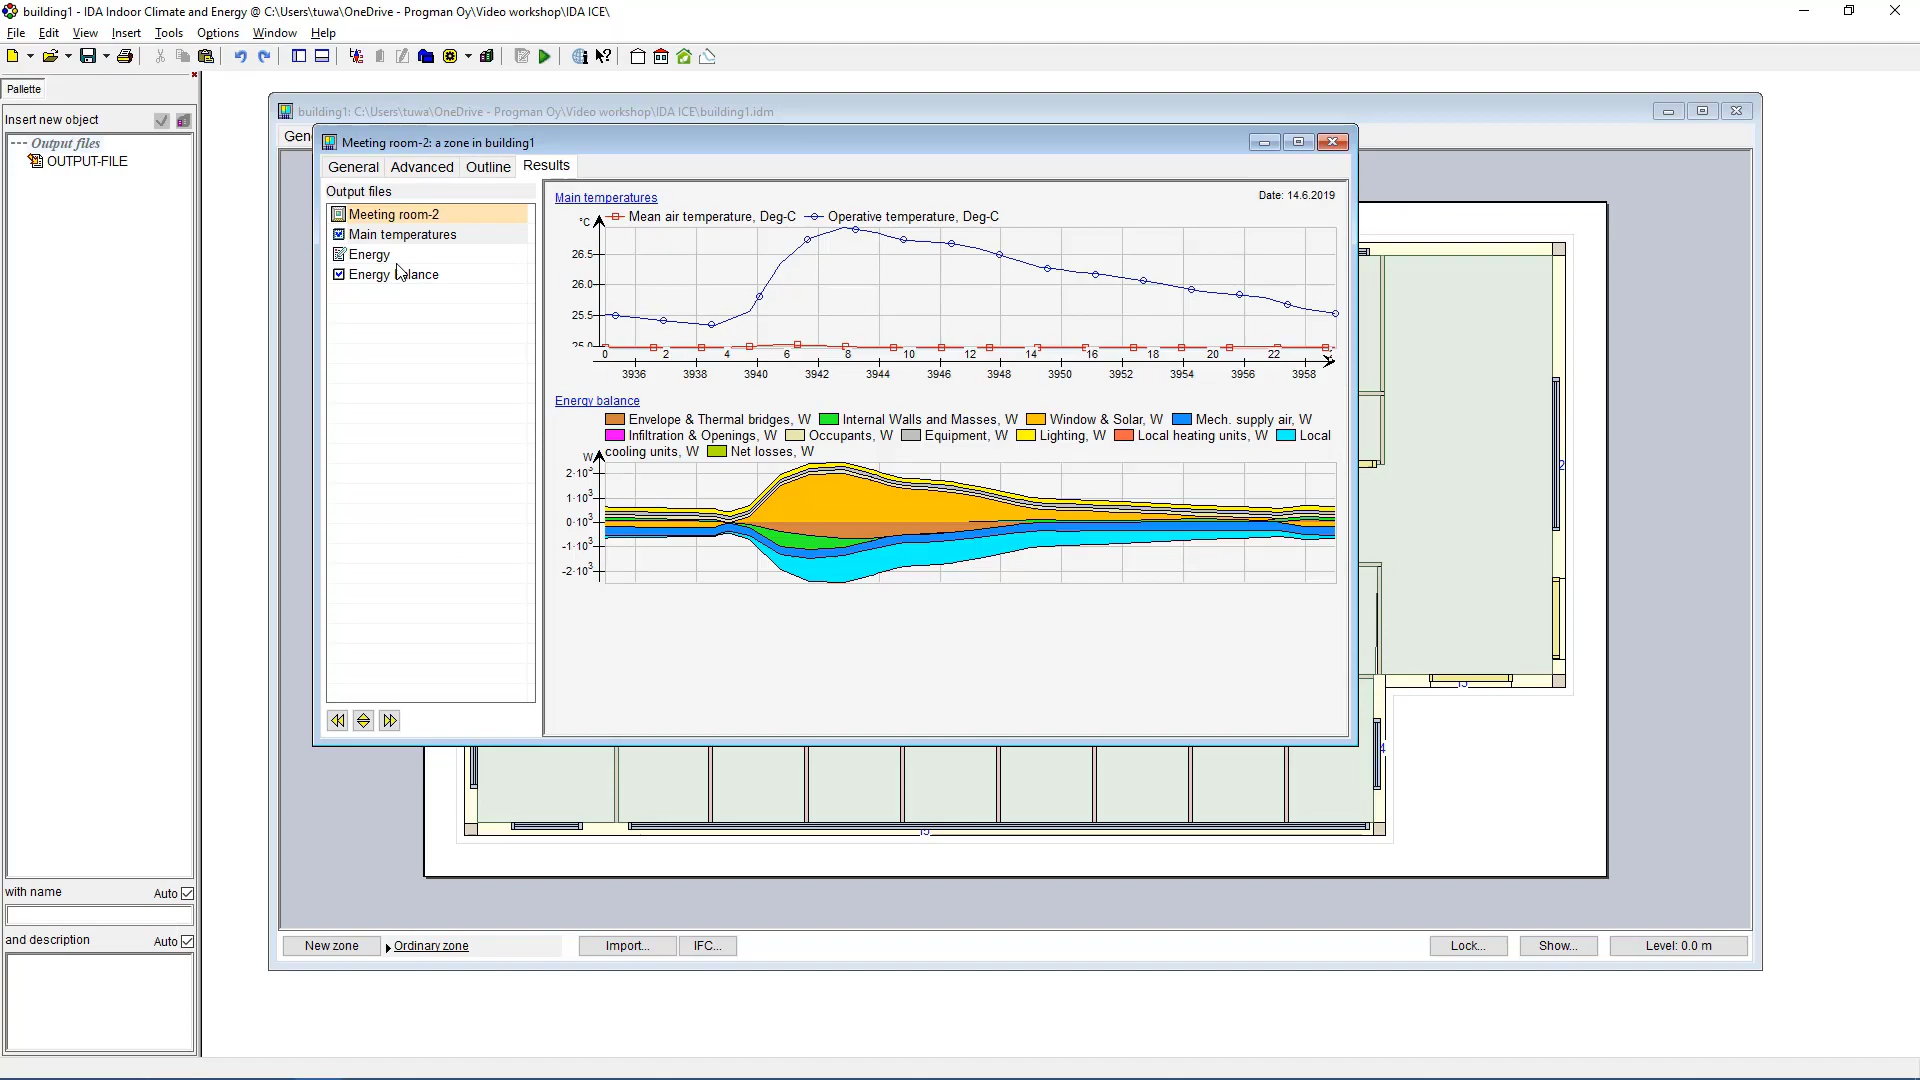 building1 - IDA Indoor Climate and Energy @ C:\Users\tuwa\OneDrive - Progman Oy\Video workshop\IDA ICE\
File Edit View Insert Tools Options Window Help
Pallette
Insert new object
Output files
OUTPUT-FILE
with name Auto
and description Auto
building1: C:\Users\tuwa\OneDrive - Progman Oy\Video workshop\IDA ICE\building1.idm
Gen
Meeting room-2: a zone in building1
General Advanced Outline Results
Output files
Meeting room-2
Main temperatures
Energy
Energy balance
Main temperatures Date: 14.6.2019
°C Mean air temperature, Deg-C Operative temperature, Deg-C
26.5
26.0
25.5
25.0
0 2 4 6 8 10 12 14 16 18 20 22
3936 3938 3940 3942 3944 3946 3948 3950 3952 3954 3956 3958
Energy balance
Envelope & Thermal bridges, W Internal Walls and Masses, W Window & Solar, W Mech. supply air, W
Infiltration & Openings, W Occupants, W Equipment, W Lighting, W Local heating units, W Local
cooling units, W Net losses, W
W
2·10³
1·10³
0·10³
-1·10³
-2·10³
New zone Ordinary zone Import... IFC... Lock... Show... Level: 0.0 m